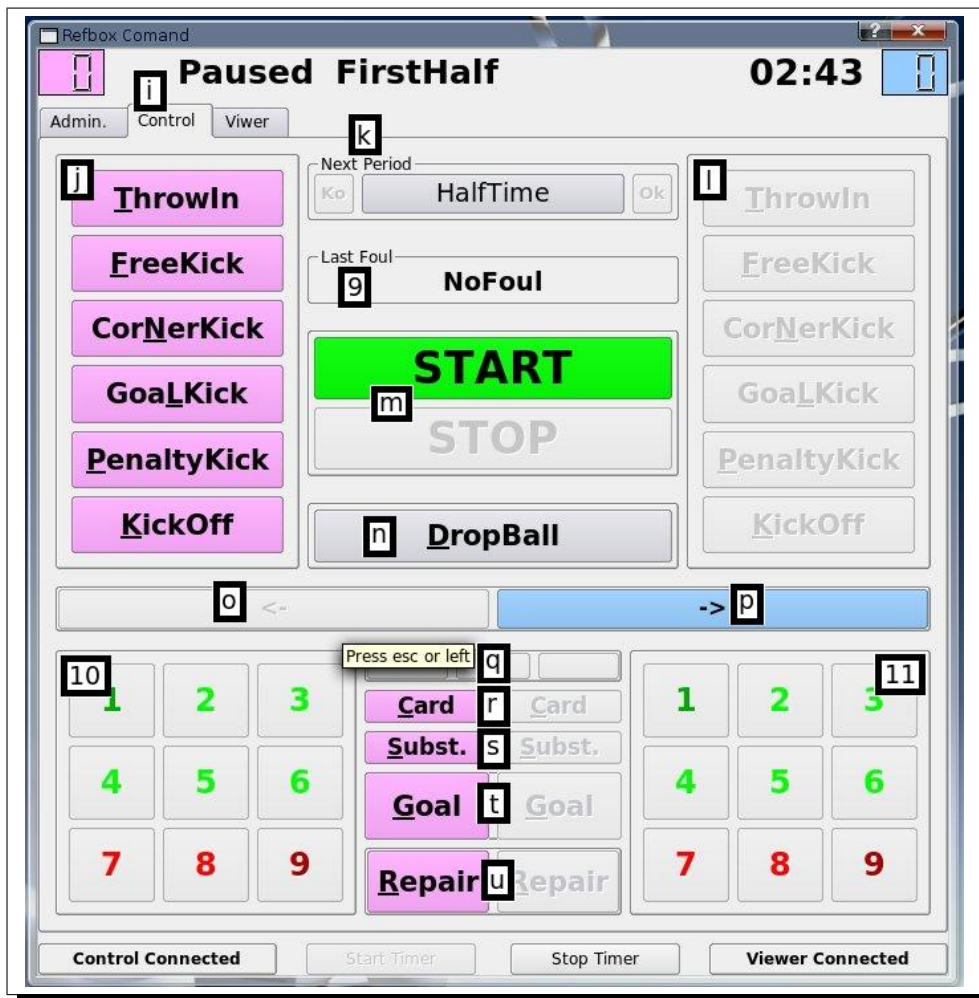 Refbox Comand ?
0 Paused FirstHalf 02:43 0
i
Admin. Control Viwer
k
j Next Period l
ThrowIn Ko HalfTime Ok ThrowIn
FreeKick Last Foul FreeKick
9 NoFoul
CorNerKick CorNerKick
START
GoaLKick m GoaLKick
STOP
PenaltyKick PenaltyKick
KickOff n DropBall KickOff
o <- -> p
Press esc or left q
10 11
1 2 3 Card r Card 1 2 3
Subst. s Subst.
4 5 6 Goal t Goal 4 5 6
7 8 9 Repair u Repair 7 8 9
Control Connected Start Timer Stop Timer Viewer Connected